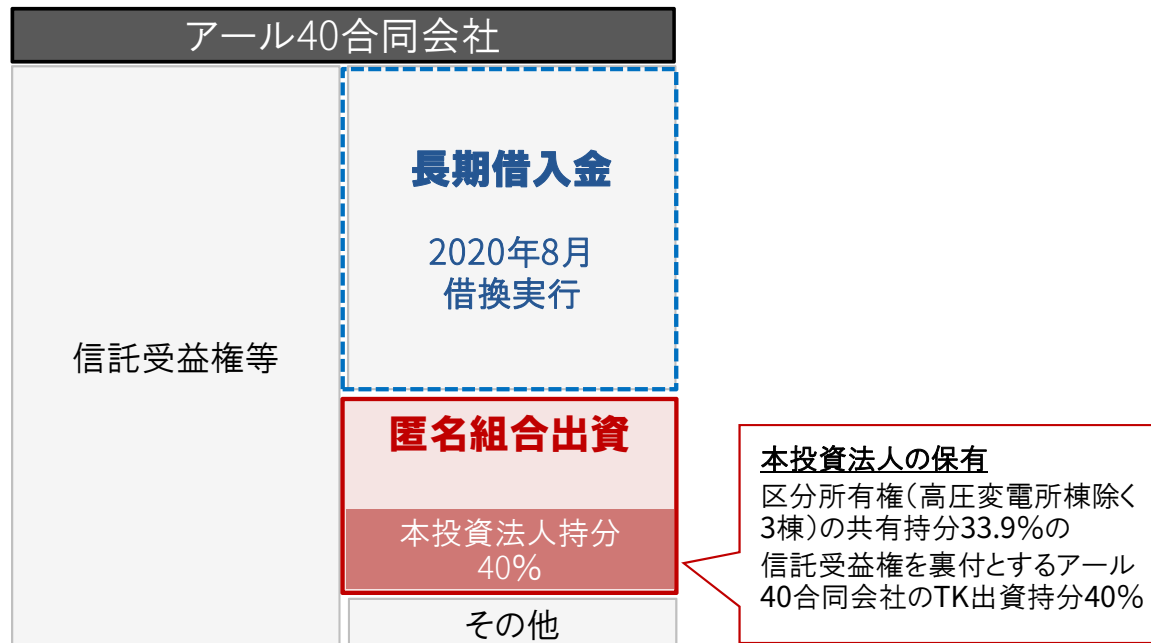 アール40合同会社
信託受益権等
長期借入金
2020年8月
借換実行
匿名組合出資
本投資法人持分
40%
その他
本投資法人の保有
区分所有権(高圧変電所棟除く
3棟)の共有持分33.9%の
信託受益権を裏付とするアール
40合同会社のTK出資持分40%